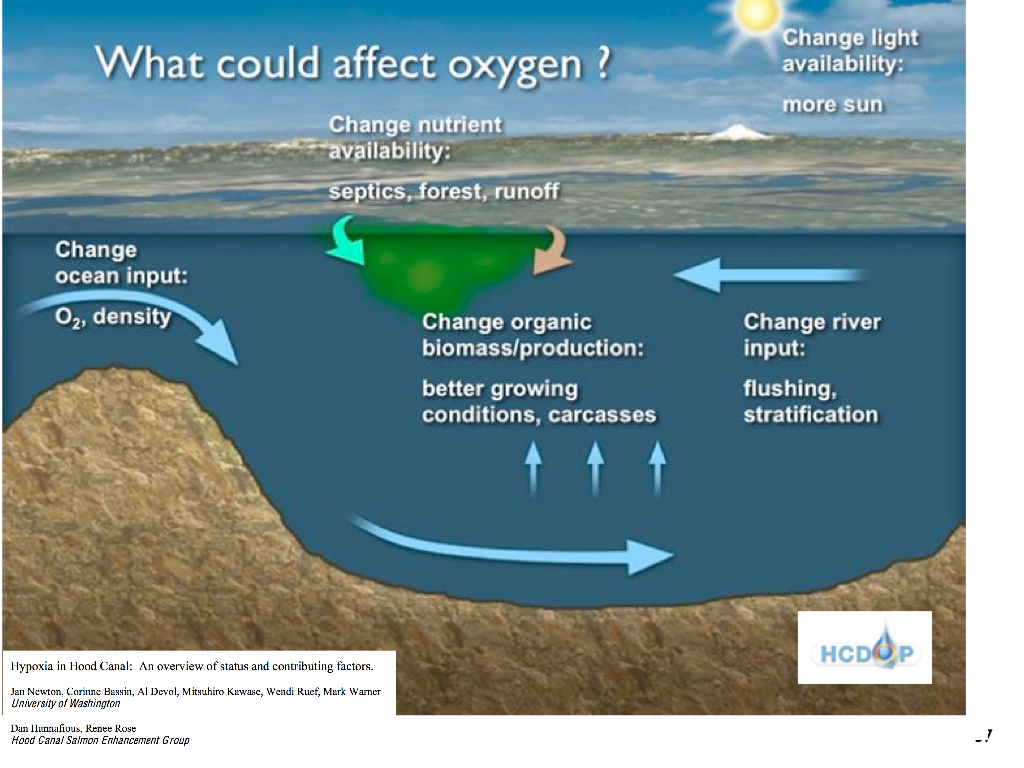 What could affect oxygen ?
Change light
availability:
more sun
Change nutrient
availability:
septics, forest, runoff
Change
ocean input:
O₂, density
Change organic
biomass/production:
better growing
conditions, carcasses
Change river
input:
flushing,
stratification
HCDOP
Hypoxia in Hood Canal: An overview of status and contributing factors.
Jan Newton, Corinne Bassin, Al Devol, Mitsuhiro Kawase, Wendi Ruef, Mark Warner
University of Washington
Dan Hannafious, Renee Rose
Hood Canal Salmon Enhancement Group